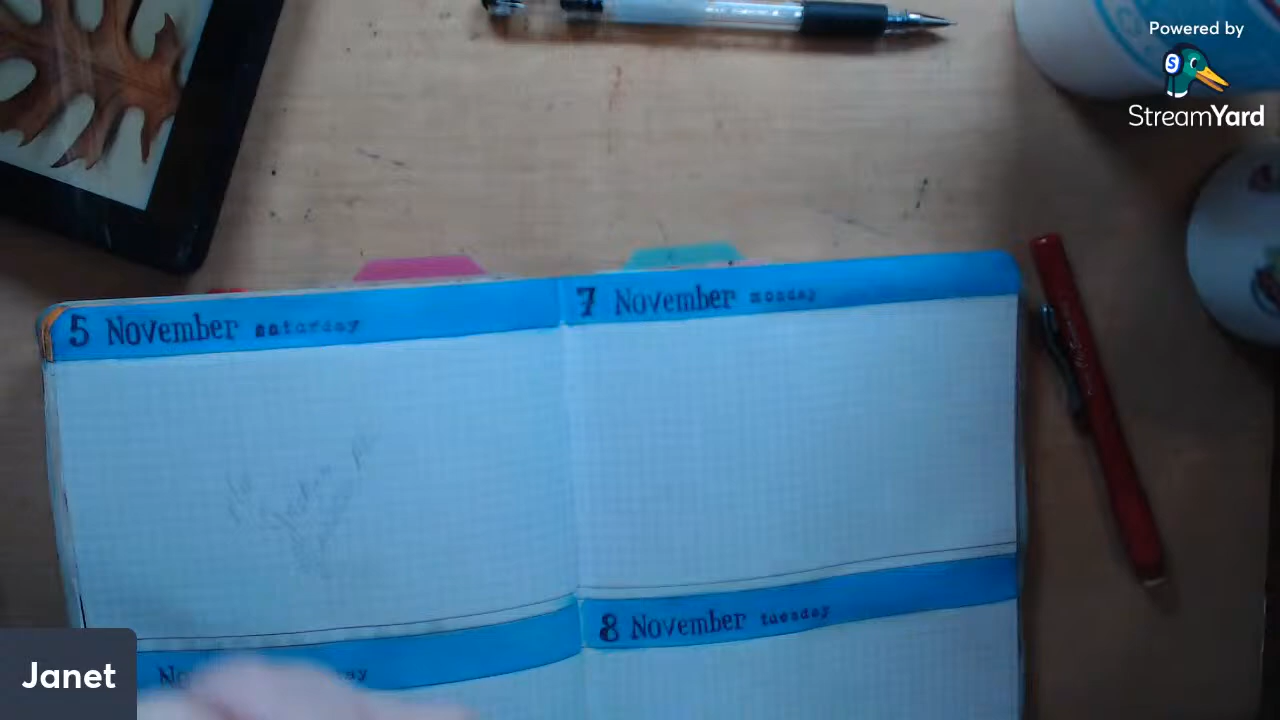 Powered by
StreamYard
5 November saturday
7 November monday
8 November tuesday
Janet